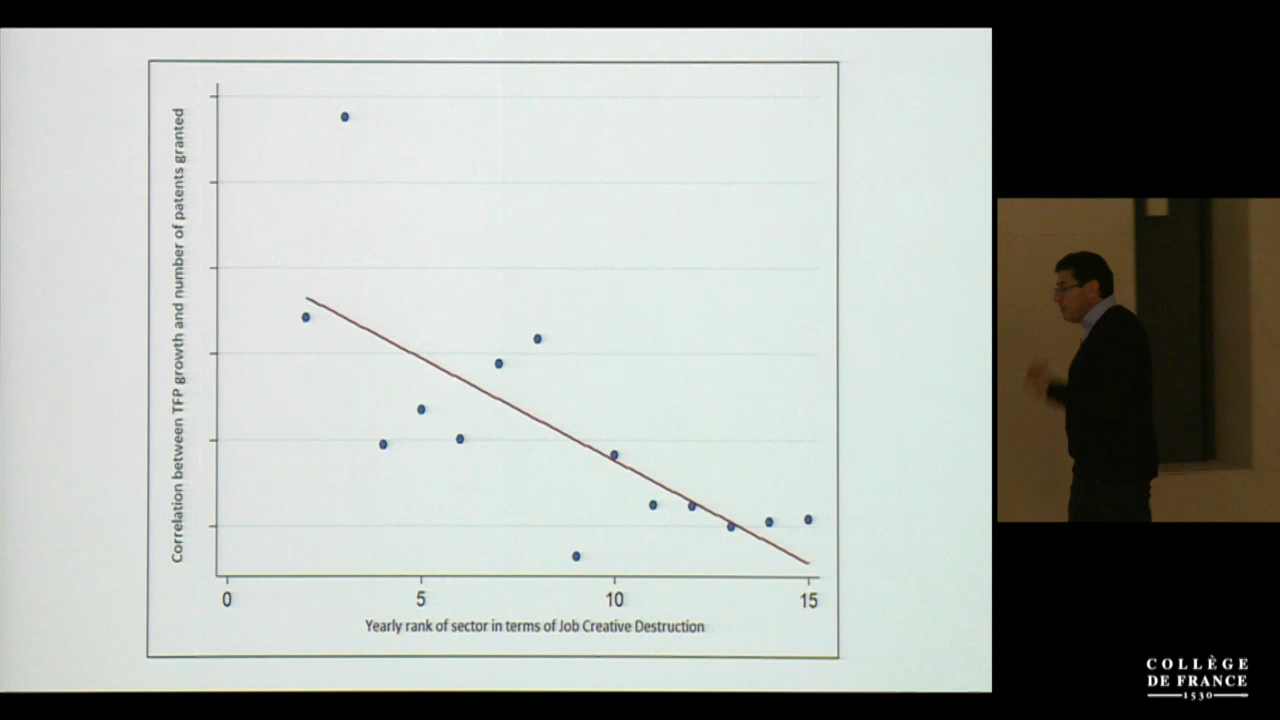 Correlation between TFP growth and number of patents granted
0 5 10 15
Yearly rank of sector in terms of Job Creative Destruction
COLLÈGE
DE FRANCE
1530